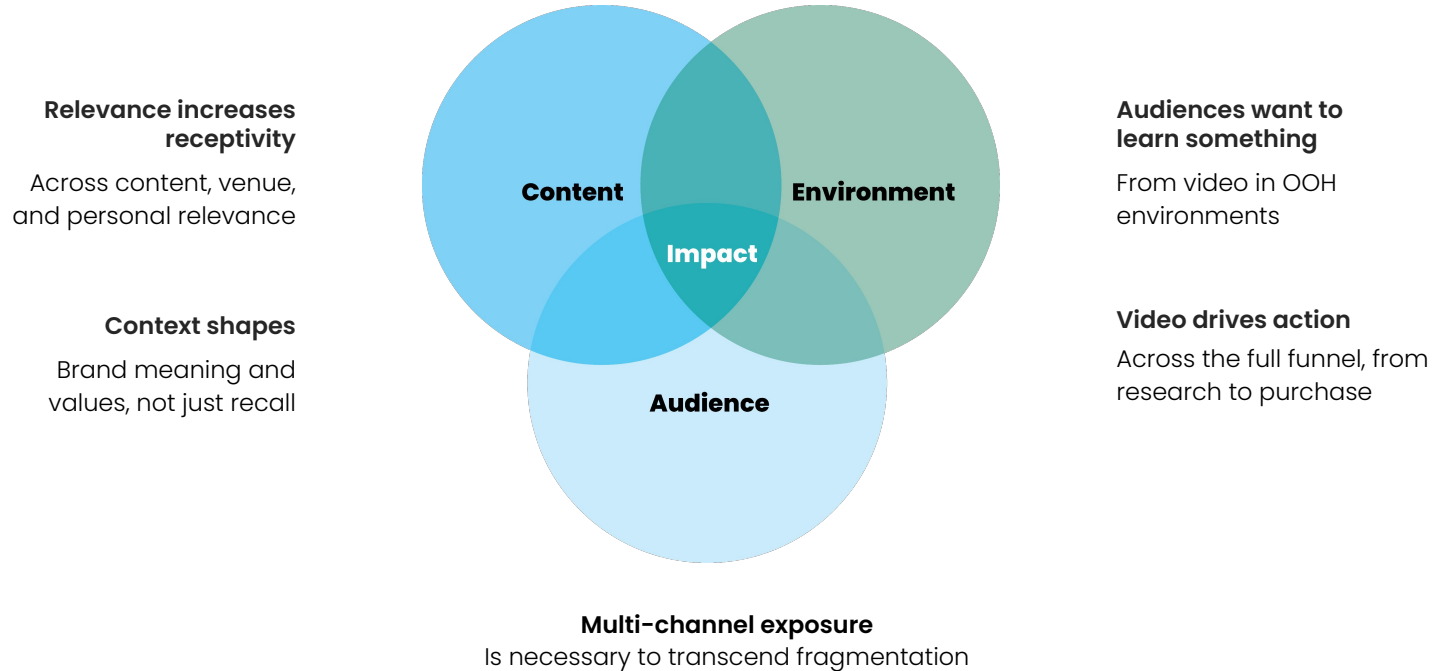 Relevance increases
receptivity
Across content, venue,
and personal relevance
Context shapes
Brand meaning and
values, not just recall
Content
Environment
Impact
Audience
Audiences want to
learn something
From video in OOH
environments
Video drives action
Across the full funnel, from
research to purchase
Multi-channel exposure
Is necessary to transcend fragmentation